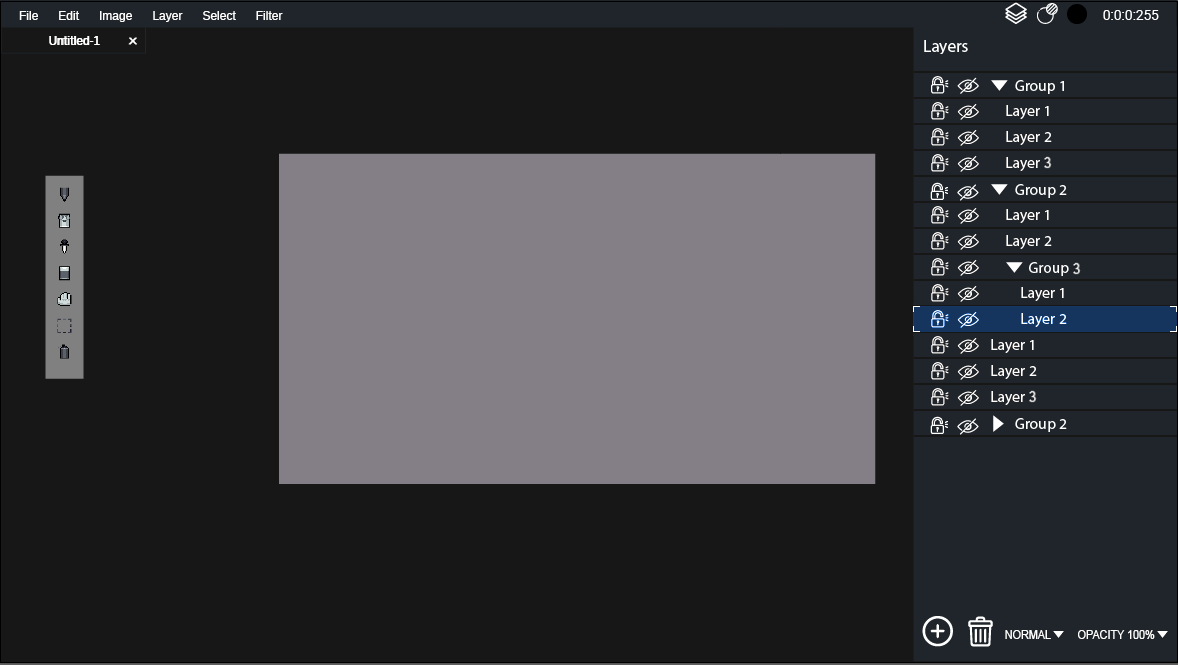 File Edit Image Layer Select Filter 0:0:0:255
Untitled-1 ×
Layers
Group 1
Layer 1
Layer 2
Layer 3
Group 2
Layer 1
Layer 2
Group 3
Layer 1
Layer 2
Layer 1
Layer 2
Layer 3
Group 2
NORMAL OPACITY 100%